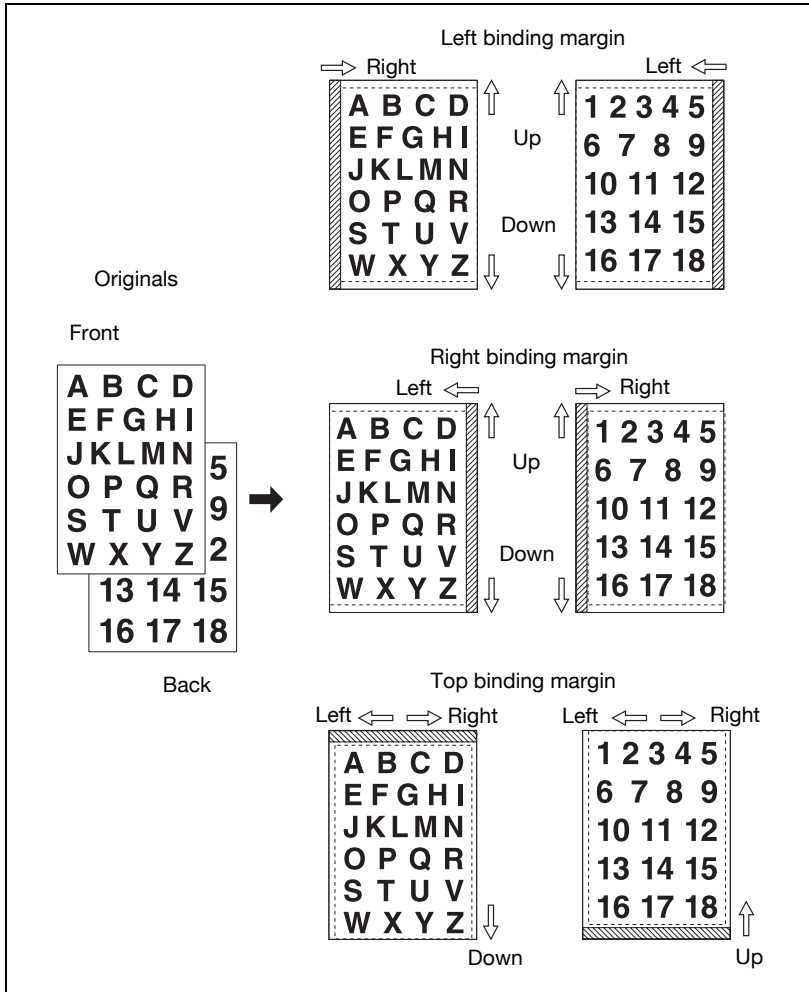 Left binding margin
Right
Left
A B C D
E F G H I
J K L M N
O P Q R
S T U V
W X Y Z
Up
Down
1 2 3 4 5
6 7 8 9
10 11 12
13 14 15
16 17 18
Originals
Front
A B C D
E F G H I
J K L M N
O P Q R
S T U V
W X Y Z
5
9
2
13 14 15
16 17 18
Back
Right binding margin
Left
Right
A B C D
E F G H I
J K L M N
O P Q R
S T U V
W X Y Z
Up
Down
1 2 3 4 5
6 7 8 9
10 11 12
13 14 15
16 17 18
Top binding margin
Left
Right
Left
Right
A B C D
E F G H I
J K L M N
O P Q R
S T U V
W X Y Z
Down
1 2 3 4 5
6 7 8 9
10 11 12
13 14 15
16 17 18
Up